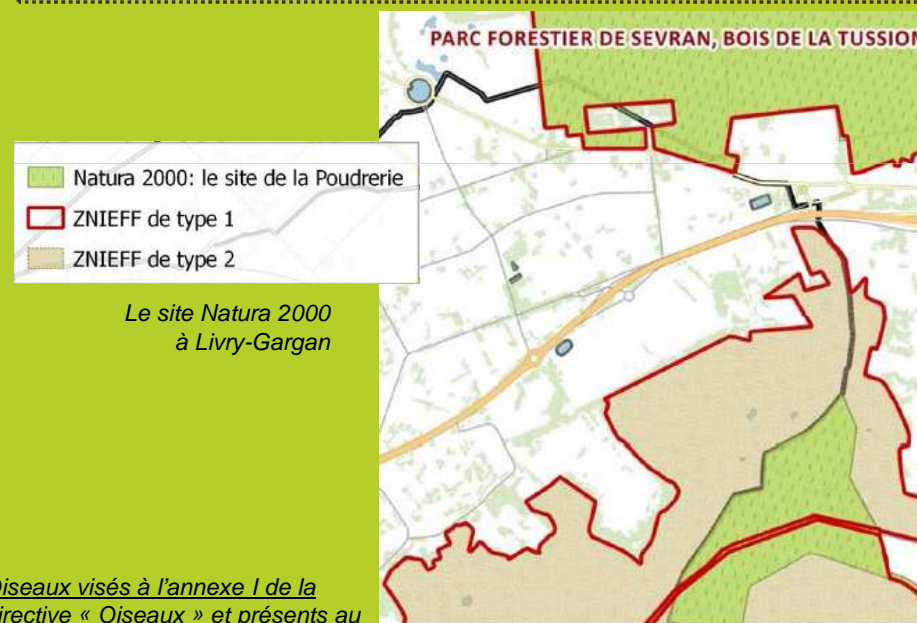 PARC FORESTIER DE SEVRAN, BOIS DE LA TUSSION
Natura 2000: le site de la Poudrerie
ZNIEFF de type 1
ZNIEFF de type 2
Le site Natura 2000
à Livry-Gargan
Oiseaux visés à l’annexe I de la
directive « Oiseaux » et présents au